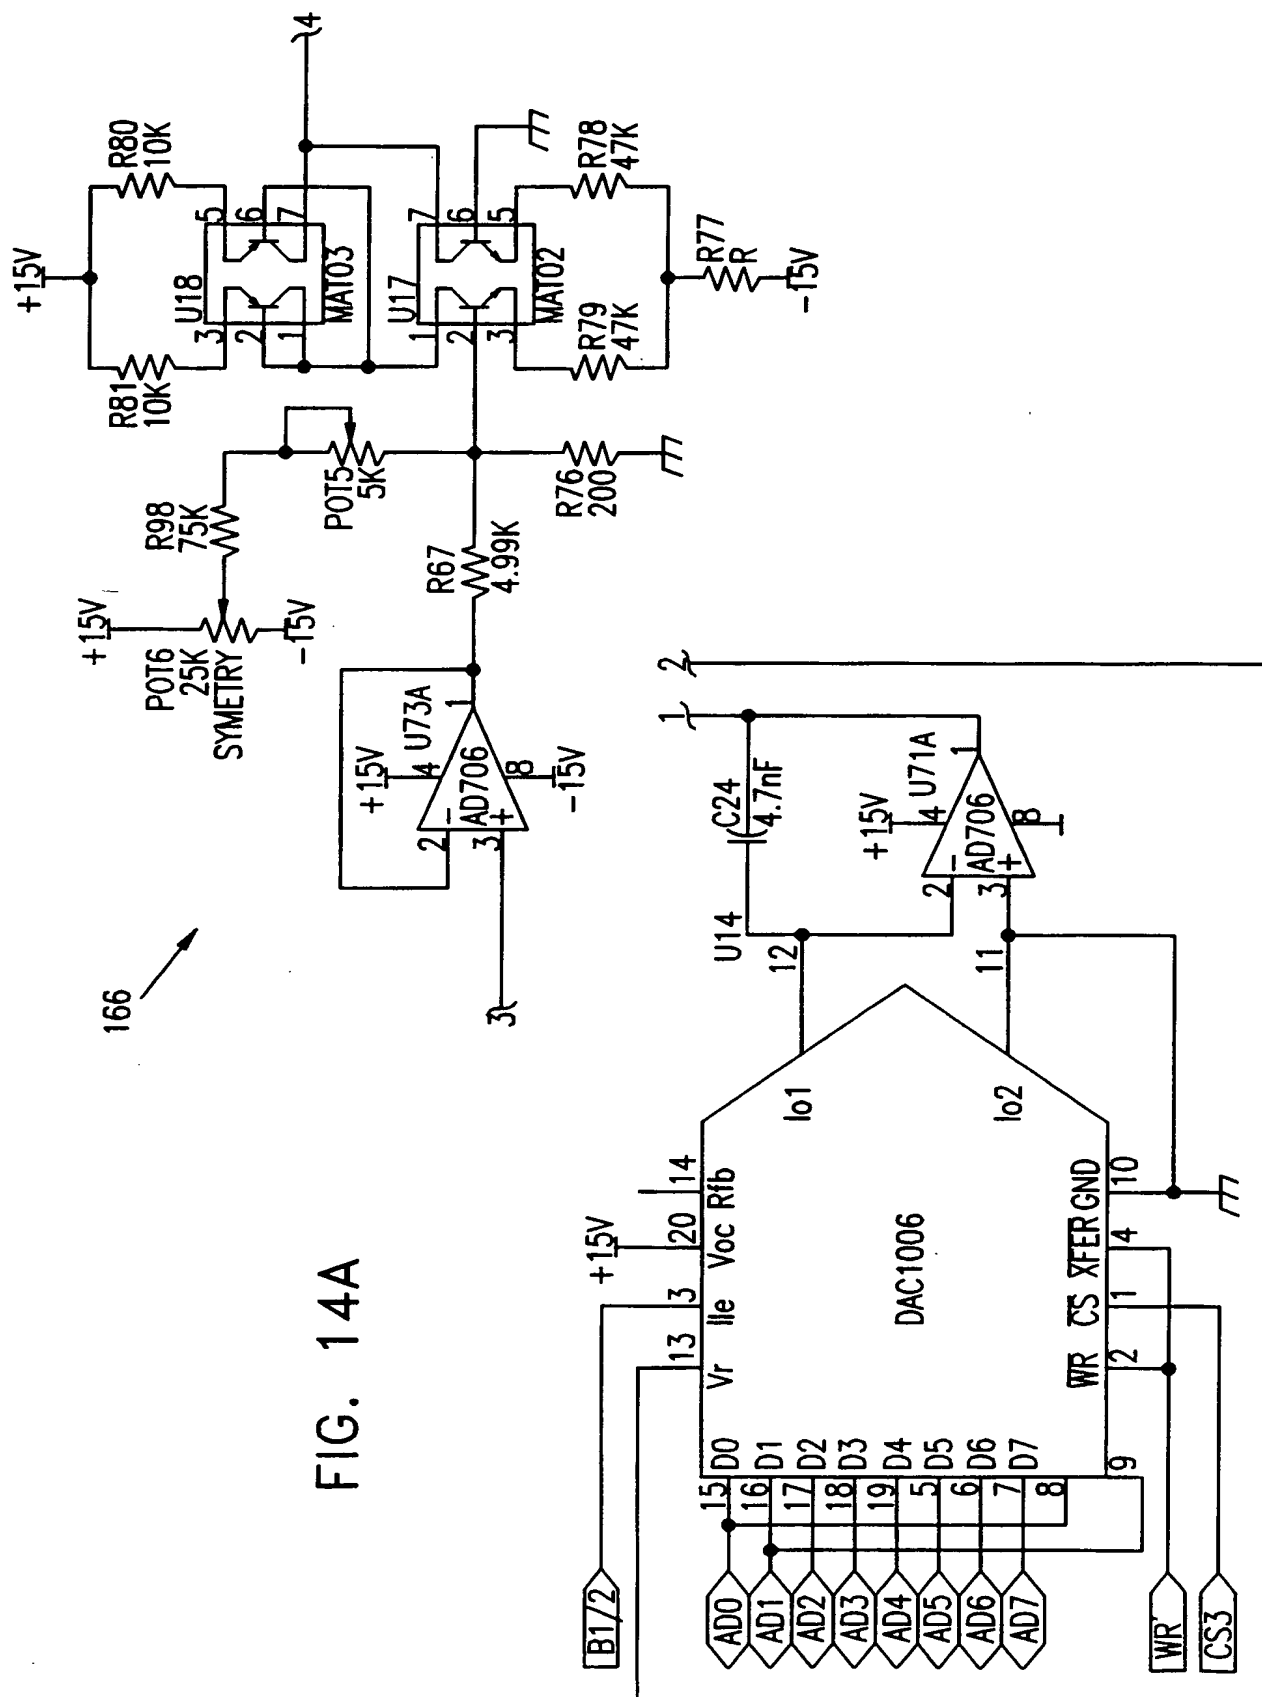 FIG. 14A
166
+15V
R81
10K
R80
10K
U18
3
2
1
5
6
7
MAT03
4
U17
1
2
3
7
6
5
MAT02
R79
47K
R78
47K
R77
R
-15V
+15V
POT6
25K
SYMETRY
-15V
R98
75K
POT5
5K
R67
4.99K
R76
200
U73A
+15V
4
2
-
3
+
AD706
1
8
-15V
3
B1/2
+15V
13
3
20
14
Vr
Ile
Voc
Rfb
AD0
15
D0
AD1
16
D1
AD2
17
D2
AD3
18
D3
AD4
19
D4
AD5
5
D5
AD6
6
D6
AD7
7
D7
8
9
DAC1006
WR
CS
XFER
GND
2
1
4
10
WR'
CS3
Io1
Io2
12
11
U14
C24
4.7nF
U71A
+15V
4
2
-
3
+
AD706
1
8
1
2